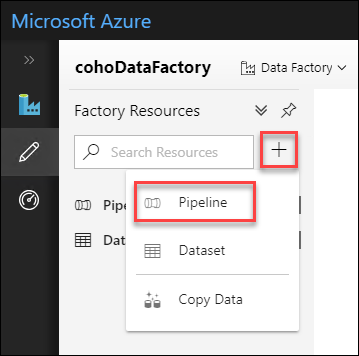 Microsoft Azure
cohoDataFactory
Data Factory
Factory Resources
Search Resources
Pipe
Pipeline
Dat
Dataset
Copy Data